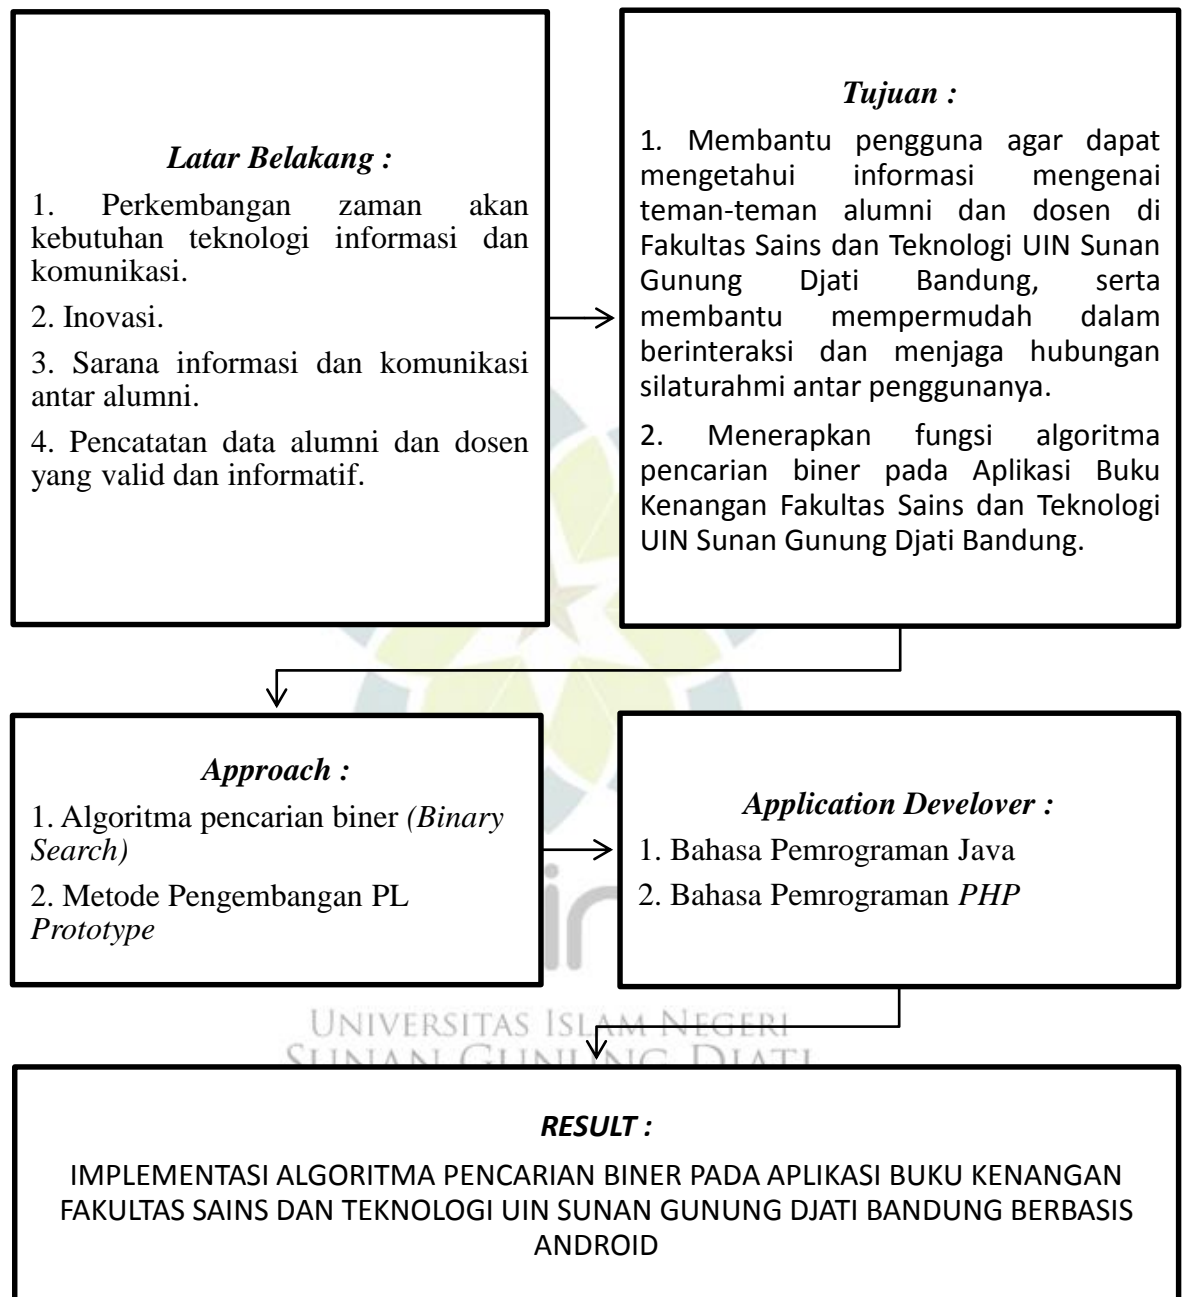 Latar Belakang :
1. Perkembangan zaman akan
kebutuhan teknologi informasi dan
komunikasi.
2. Inovasi.
3. Sarana informasi dan komunikasi
antar alumni.
4. Pencatatan data alumni dan dosen
yang valid dan informatif.
Tujuan :
1. Membantu pengguna agar dapat
mengetahui informasi mengenai
teman-teman alumni dan dosen di
Fakultas Sains dan Teknologi UIN Sunan
Gunung Djati Bandung, serta
membantu mempermudah dalam
berinteraksi dan menjaga hubungan
silaturahmi antar penggunanya.
2. Menerapkan fungsi algoritma
pencarian biner pada Aplikasi Buku
Kenangan Fakultas Sains dan Teknologi
UIN Sunan Gunung Djati Bandung.
Approach :
1. Algoritma pencarian biner (Binary
Search)
2. Metode Pengembangan PL
Prototype
Application Develover :
1. Bahasa Pemrograman Java
2. Bahasa Pemrograman PHP
UNIVERSITAS ISLAM NEGERI
SUNAN GUNUNG DJATI
RESULT :
IMPLEMENTASI ALGORITMA PENCARIAN BINER PADA APLIKASI BUKU KENANGAN
FAKULTAS SAINS DAN TEKNOLOGI UIN SUNAN GUNUNG DJATI BANDUNG BERBASIS
ANDROID